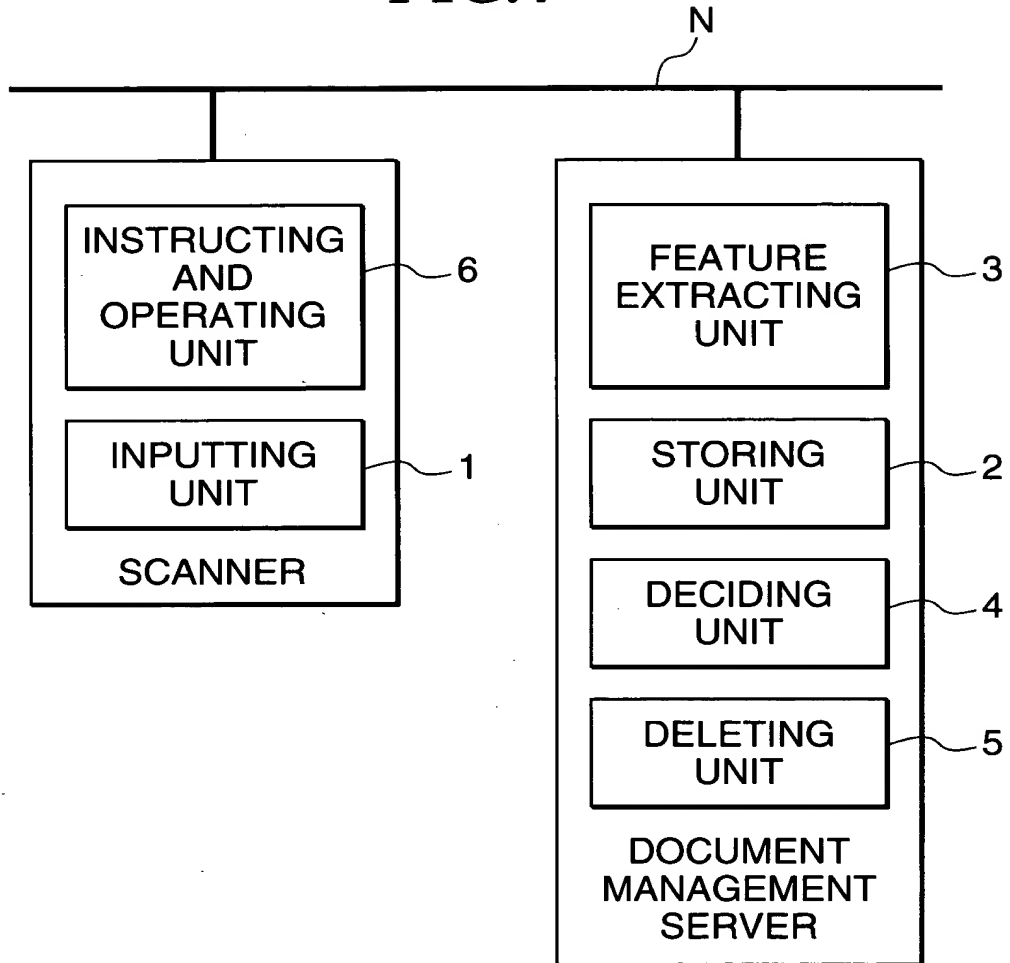 N
INSTRUCTING
AND
OPERATING
UNIT
6
INPUTTING
UNIT
1
SCANNER
FEATURE
EXTRACTING
UNIT
3
STORING
UNIT
2
DECIDING
UNIT
4
DELETING
UNIT
5
DOCUMENT
MANAGEMENT
SERVER